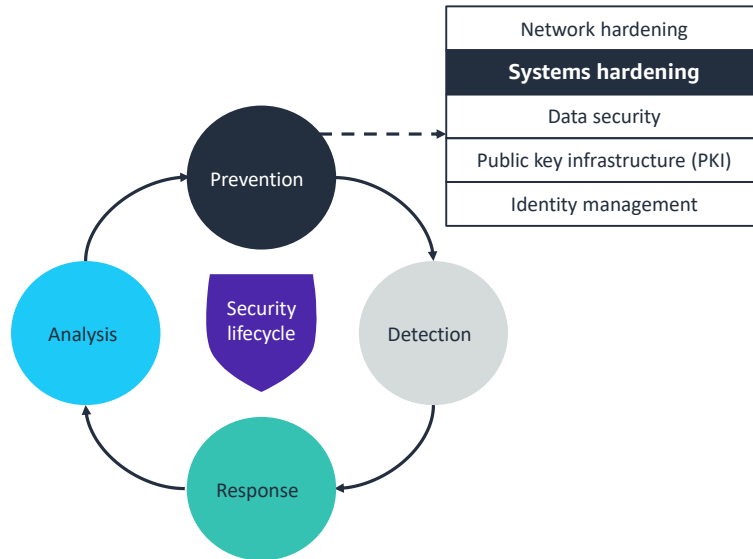 Network hardening
Systems hardening
Data security
Public key infrastructure (PKI)
Identity management
Prevention
Security
lifecycle
Analysis
Detection
Response